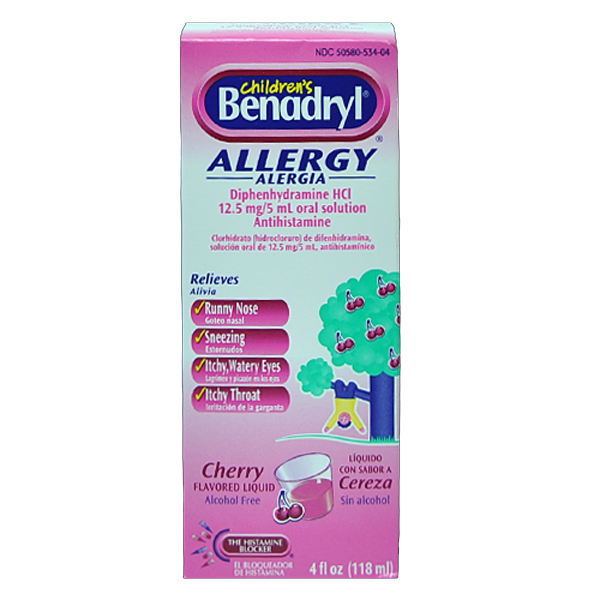 NDC 50580-534-04
Children's
Benadryl®
ALLERGY®
ALERGIA
Diphenhydramine HCl
12.5 mg/5 mL oral solution
Antihistamine
Clorhidrato (hidrocloruro) de difenhidramina,
solución oral de 12.5 mg/5 mL, antihistamínico
Relieves
Alivia
Runny Nose
Goteo nasal
Sneezing
Estornudos
Itchy, Watery Eyes
Lagrimeo y picazón en los ojos
Itchy Throat
Irritación de la garganta
Cherry
FLAVORED LIQUID
Alcohol Free
LÍQUIDO
CON SABOR A
Cereza
Sin alcohol
THE HISTAMINE
BLOCKER®
EL BLOQUEADOR
DE HISTAMINA
4 fl oz (118 ml)